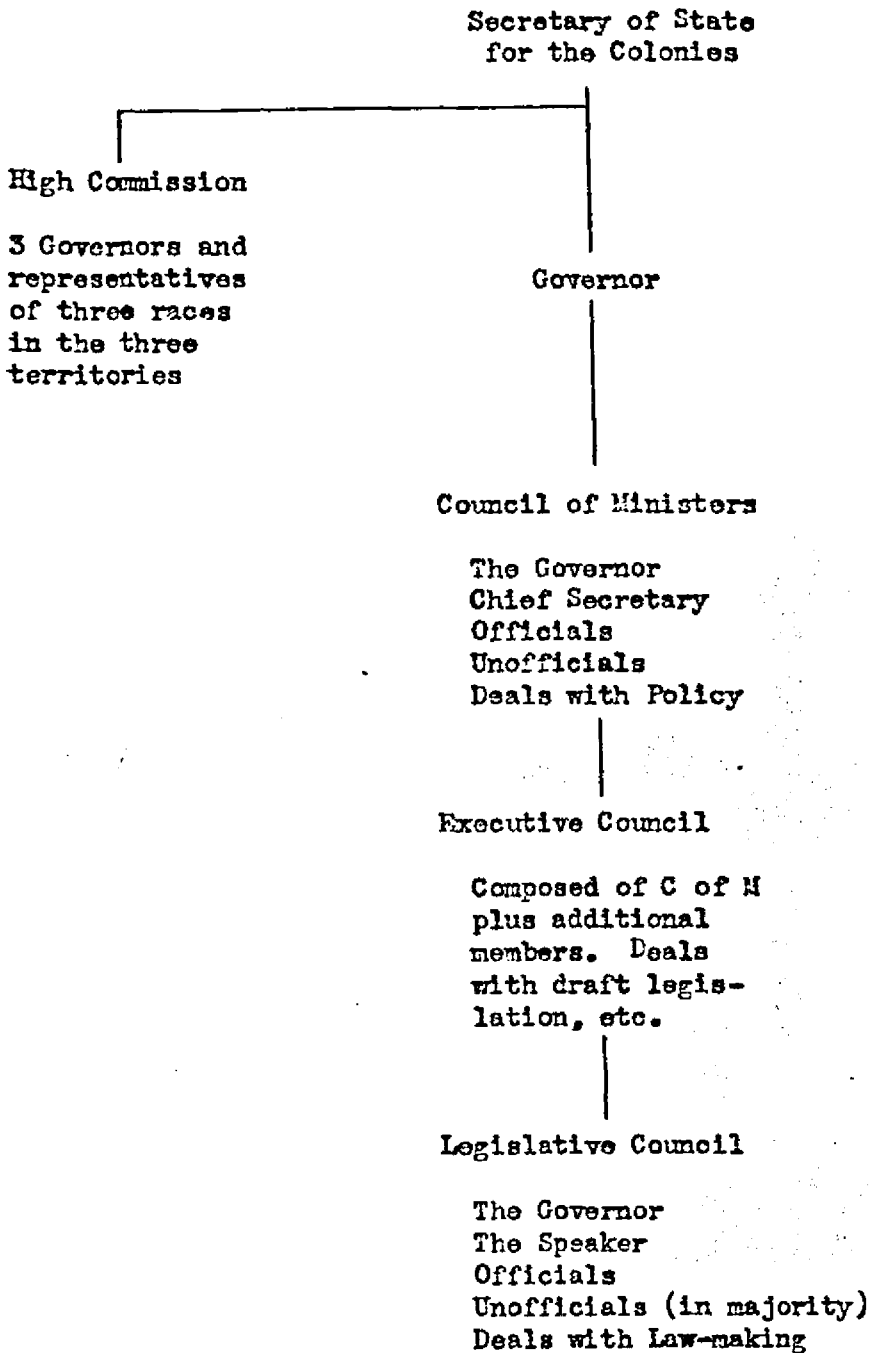 Secretary of State
for the Colonies
High Commission
3 Governors and
representatives
of three races
in the three
territories
Governor
Council of Ministers
The Governor
Chief Secretary
Officials
Unofficials
Deals with Policy
Executive Council
Composed of C of M
plus additional
members. Deals
with draft legis-
lation, etc.
Legislative Council
The Governor
The Speaker
Officials
Unofficials (in majority)
Deals with Law-making